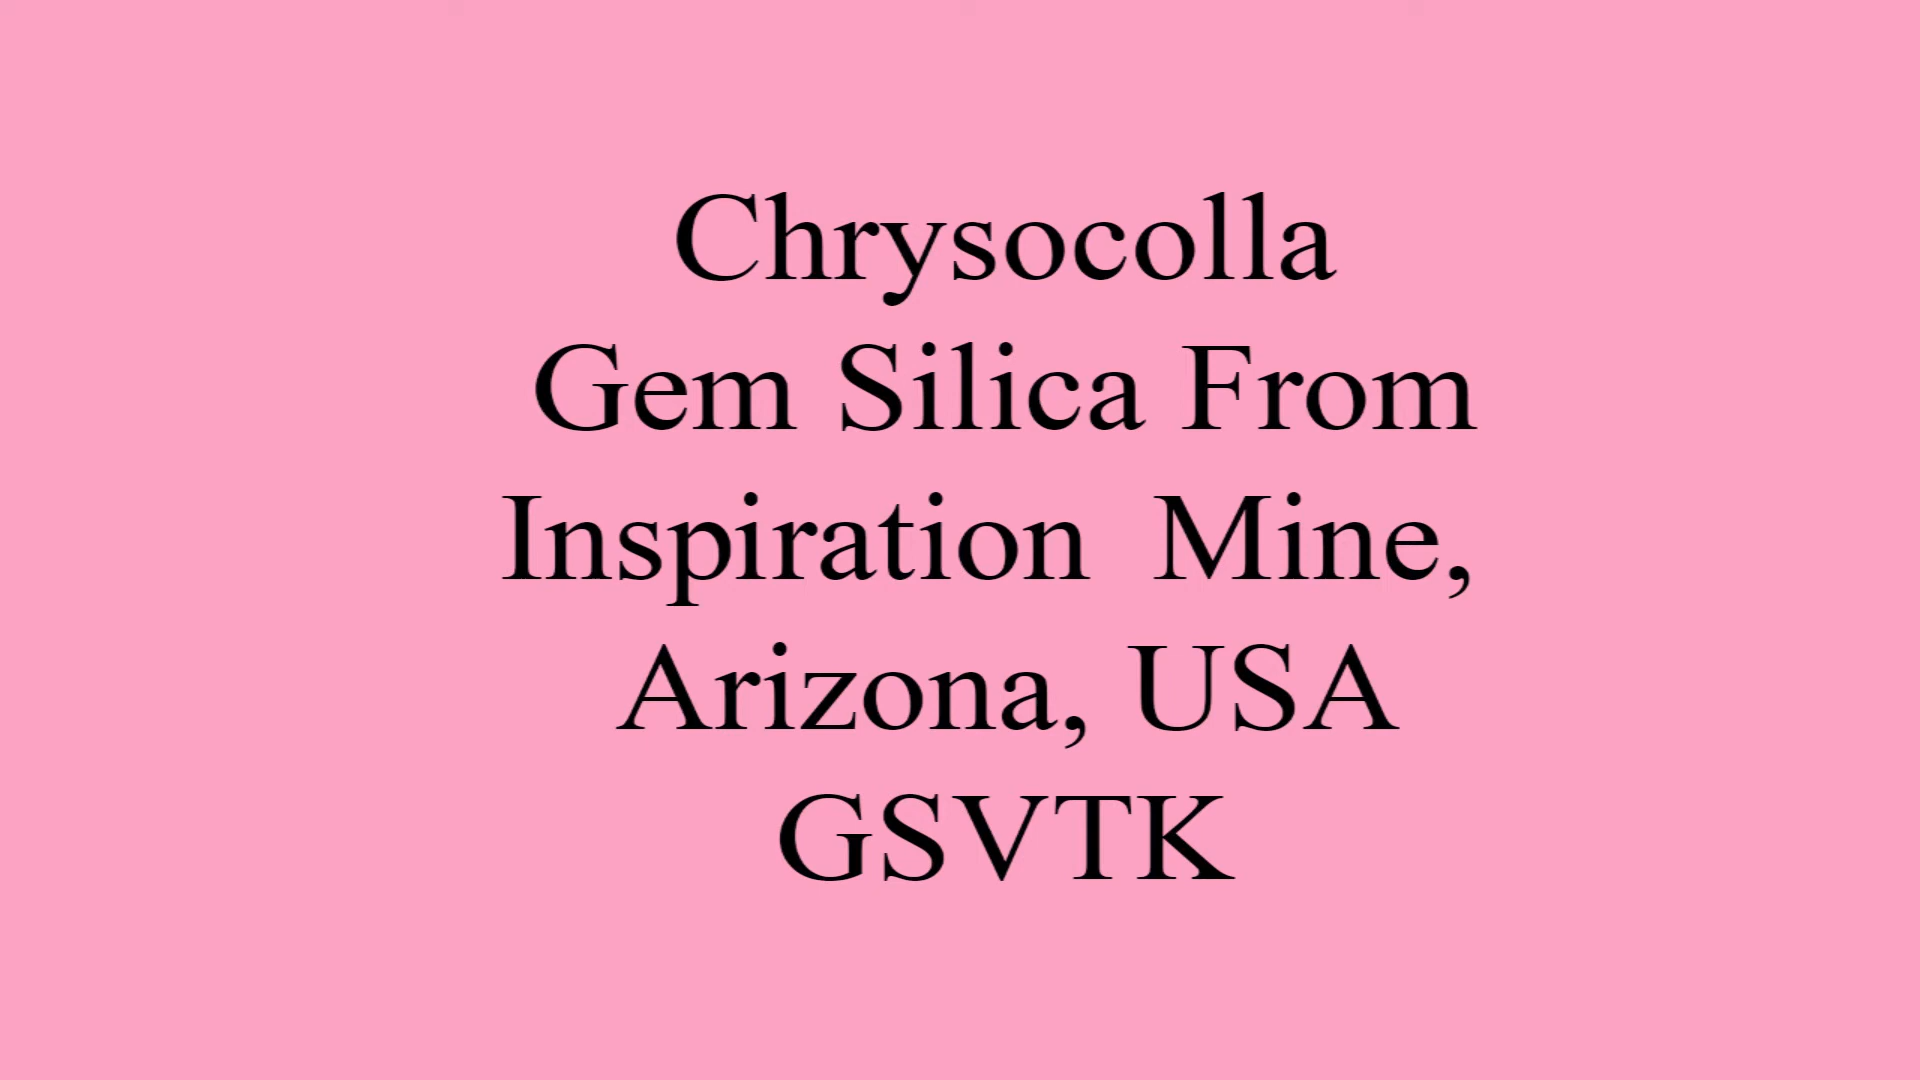 Chrysocolla
Gem Silica From
Inspiration  Mine,
Arizona, USA
GSVTK